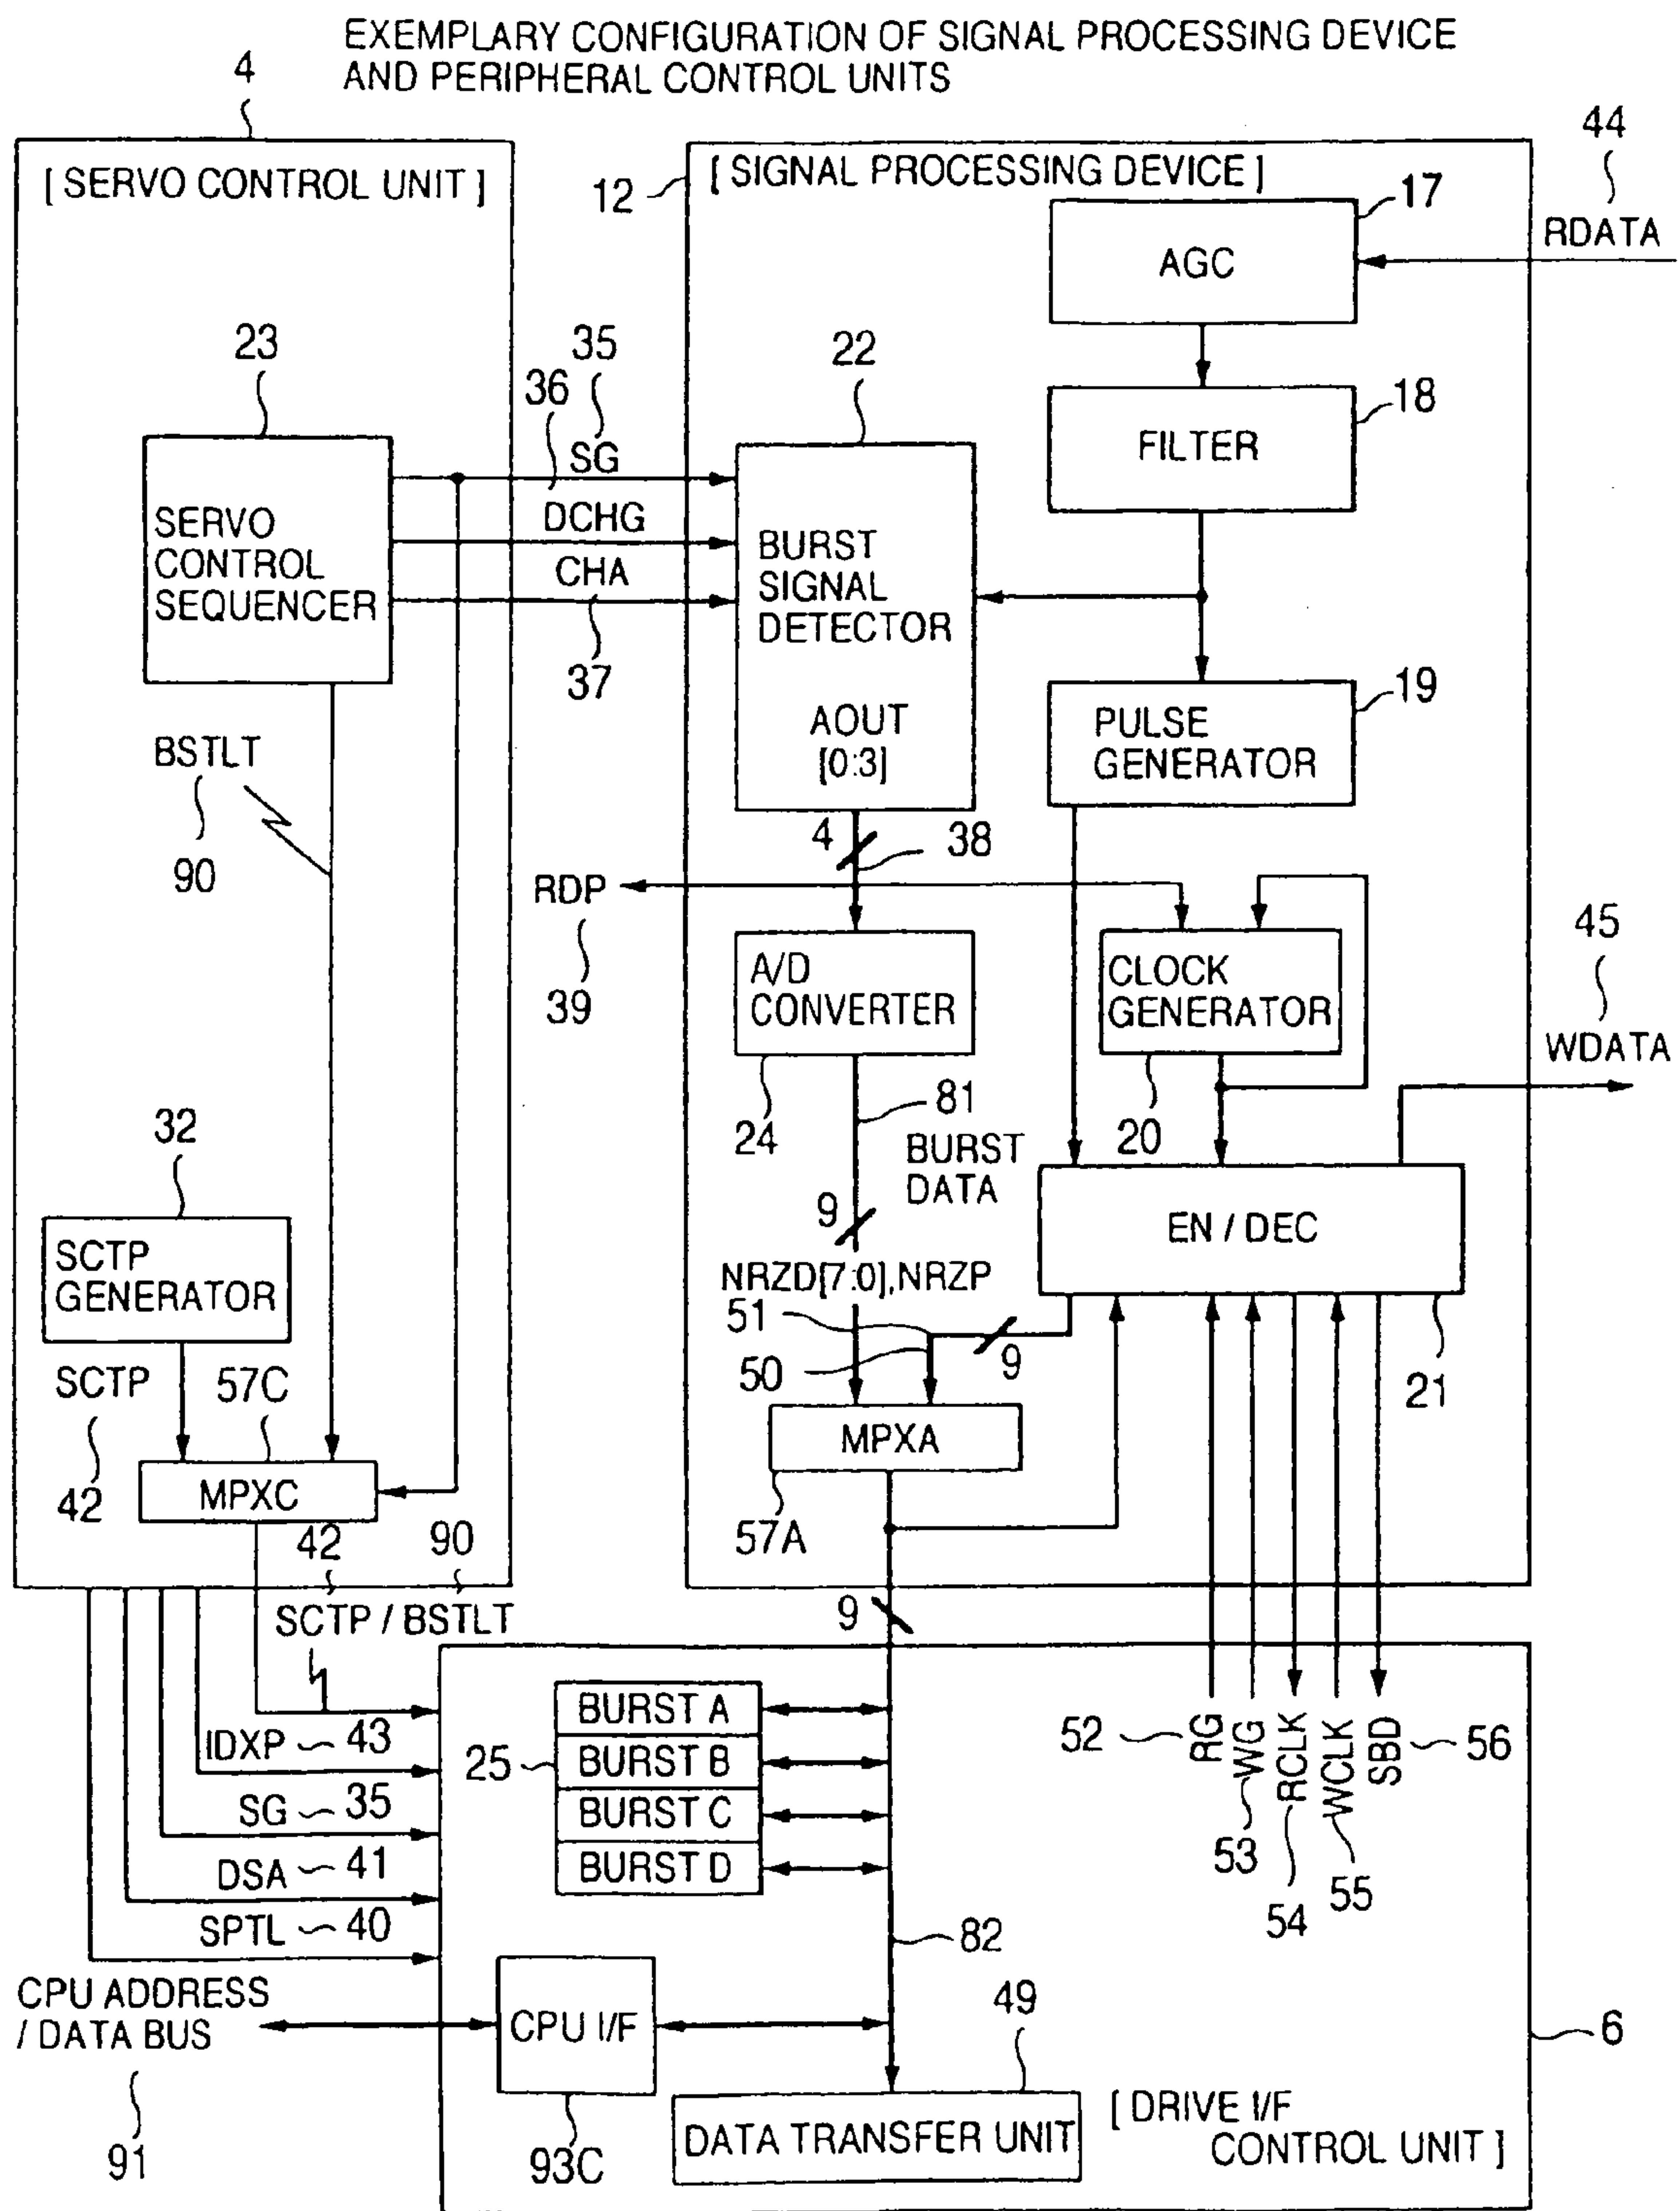 EXEMPLARY CONFIGURATION OF SIGNAL PROCESSING DEVICE
AND PERIPHERAL CONTROL UNITS
4
[ SERVO CONTROL UNIT ]
23
SERVO
CONTROL
SEQUENCER
BSTLT
90
32
SCTP
GENERATOR
SCTP
42
57C
MPXC
35
36
SG
DCHG
CHA
37
12
[ SIGNAL PROCESSING DEVICE ]
44
RDATA
17
AGC
18
FILTER
22
BURST
SIGNAL
DETECTOR
AOUT
[0:3]
19
PULSE
GENERATOR
4
38
RDP
39
A/D
CONVERTER
24
CLOCK
GENERATOR
20
45
WDATA
81
BURST
DATA
9
EN / DEC
21
NRZD[7:0],NRZP
51
50
9
MPXA
57A
9
42
90
SCTP / BSTLT
IDXP 43
SG 35
DSA 41
SPTL 40
CPU ADDRESS
/ DATA BUS
91
25
BURST A
BURST B
BURST C
BURST D
52
RG
WG
RCLK
WCLK
SBD
56
53
54
55
82
CPU I/F
93C
49
DATA TRANSFER UNIT
6
[ DRIVE I/F
CONTROL UNIT ]